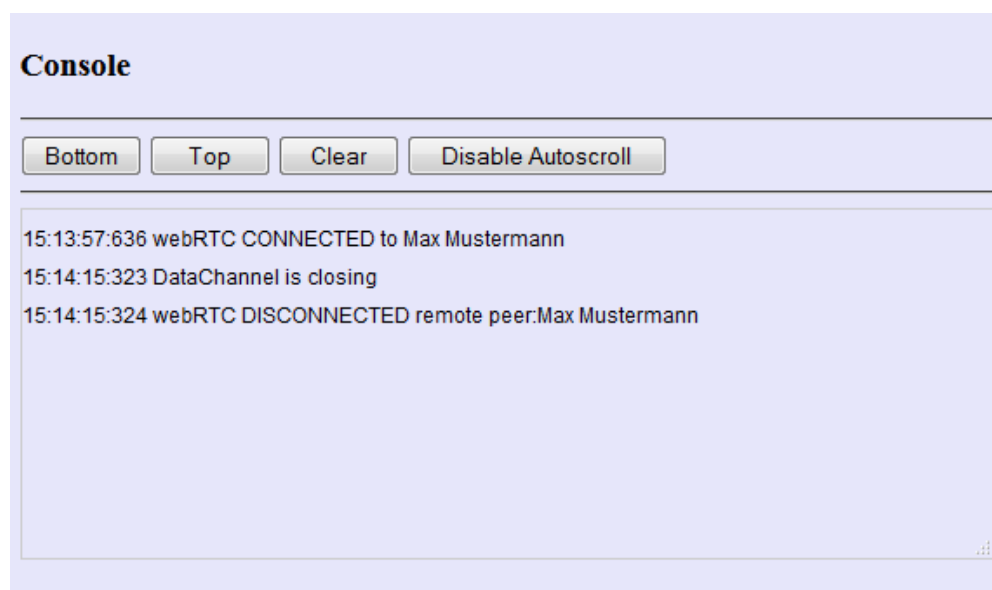 Console
Bottom Top Clear Disable Autoscroll
15:13:57:636 webRTC CONNECTED to Max Mustermann
15:14:15:323 DataChannel is closing
15:14:15:324 webRTC DISCONNECTED remote peer:Max Mustermann